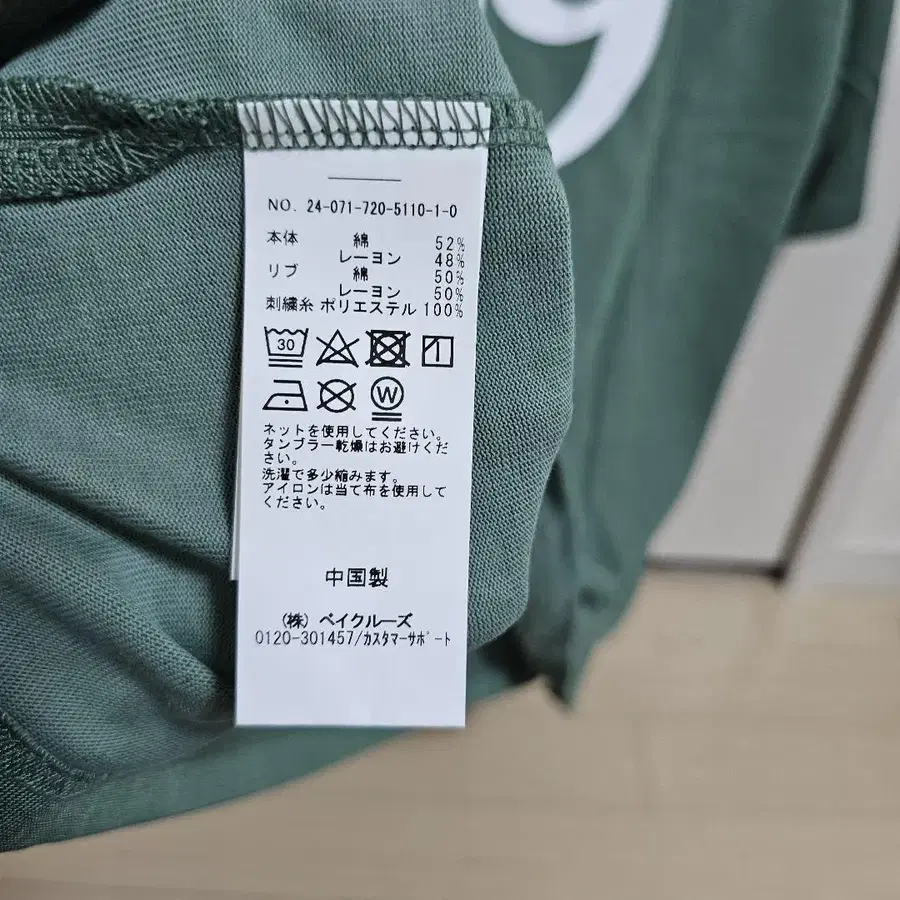 9
NO. 24-071-720-5110-1-0
本体 綿 52%
レーヨン 48%
リブ 綿 50%
レーヨン 50%
刺繍糸 ポリエステル 100%
30
W
ネットを使用してください。
タンブラー乾燥はお避けくだ
さい。
洗濯で多少縮みます。
アイロンは当て布を使用して
ください。
中国製
(株) ベイクルーズ
0120-301457/カスタマーサポート